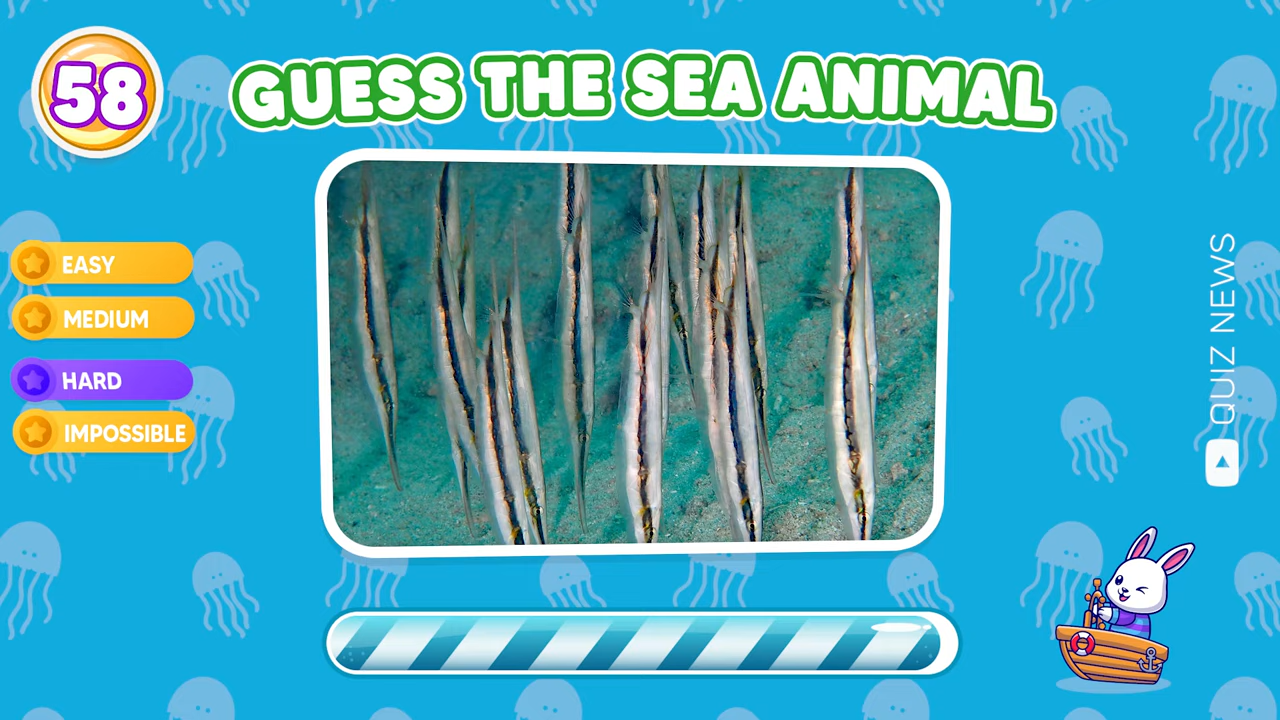 58
GUESS THE SEA ANIMAL
EASY
MEDIUM
HARD
IMPOSSIBLE
QUIZ NEWS